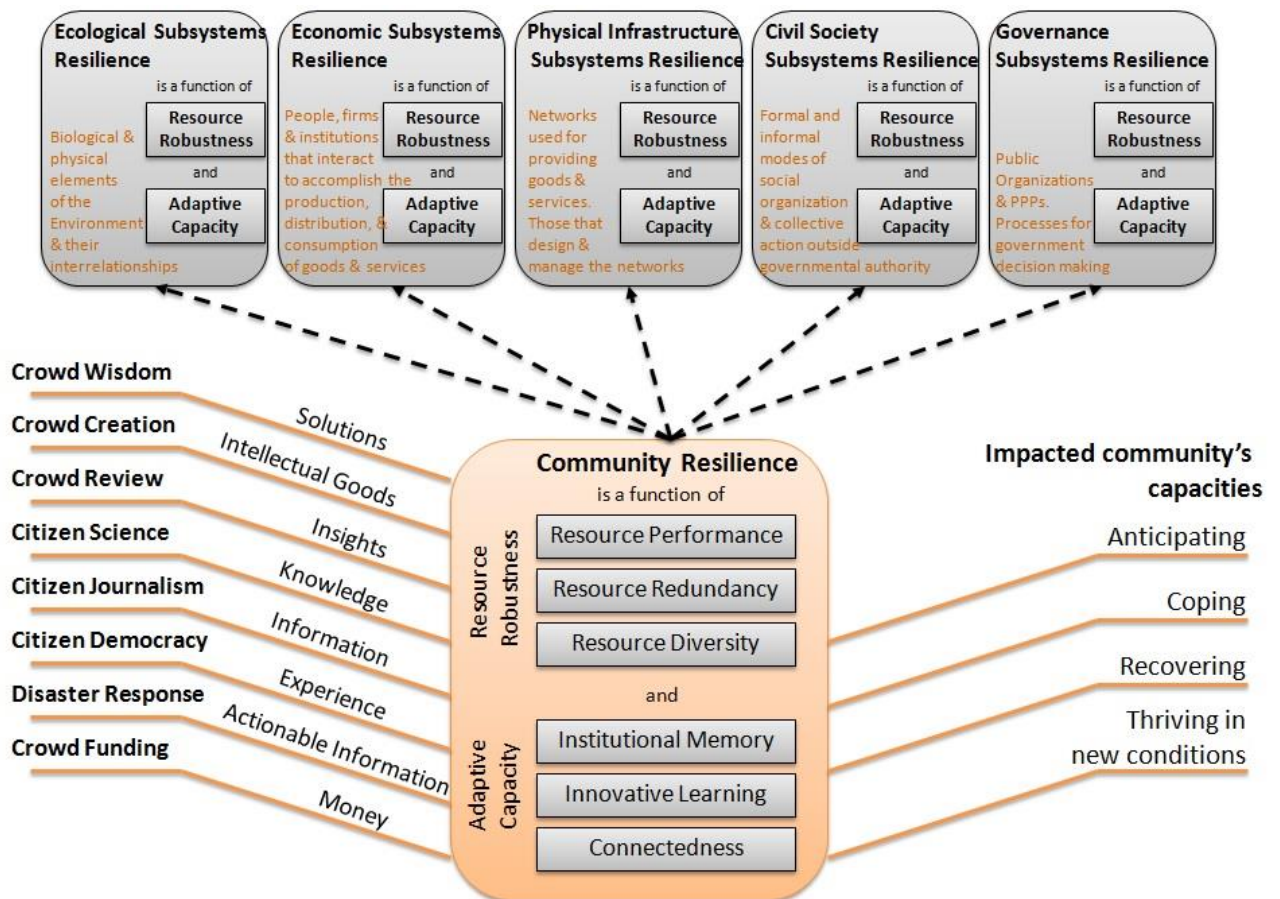 Ecological Subsystems
Resilience
is a function of
Resource
Robustness
and
Adaptive
Capacity
Biological &
physical
elements
of the
Environment
& their
interrelationships
Economic Subsystems
Resilience
is a function of
Resource
Robustness
and
Adaptive
Capacity
People, firms
& institutions
that interact
to accomplish the
production,
distribution, &
consumption
of goods & services
Physical Infrastructure
Subsystems Resilience
is a function of
Resource
Robustness
and
Adaptive
Capacity
Networks
used for
providing
goods &
services.
Those that
design &
manage the networks
Civil Society
Subsystems Resilience
is a function of
Resource
Robustness
and
Adaptive
Capacity
Formal and
informal
modes of
social
organization
& collective
action outside
governmental authority
Governance
Subsystems Resilience
is a function of
Resource
Robustness
and
Adaptive
Capacity
Public
Organizations
& PPPs.
Processes for
government
decision making
Crowd Wisdom
Solutions
Crowd Creation
Intellectual Goods
Crowd Review
Insights
Citizen Science
Knowledge
Citizen Journalism
Information
Citizen Democracy
Experience
Disaster Response
Actionable Information
Crowd Funding
Money
Community Resilience
is a function of
Resource
Robustness
Resource Performance
Resource Redundancy
Resource Diversity
and
Adaptive
Capacity
Institutional Memory
Innovative Learning
Connectedness
Impacted community's
capacities
Anticipating
Coping
Recovering
Thriving in
new conditions